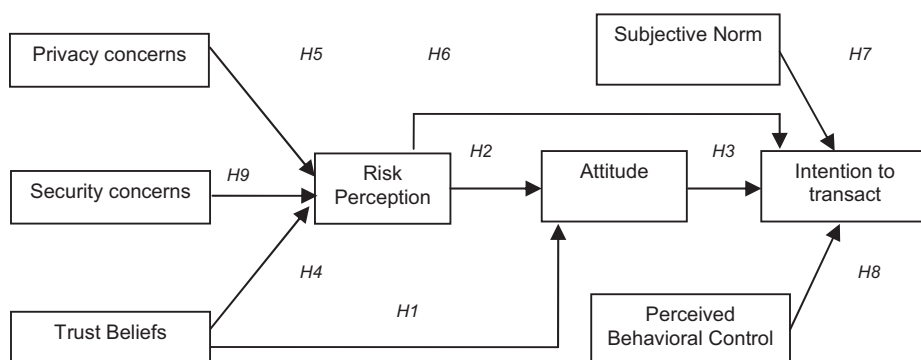 Subjective Norm
Privacy concerns
H5
H6
H7
H2
H3
Security concerns
H9
Risk
Perception
Attitude
Intention to
transact
H4
H8
H1
Trust Beliefs
Perceived
Behavioral Control